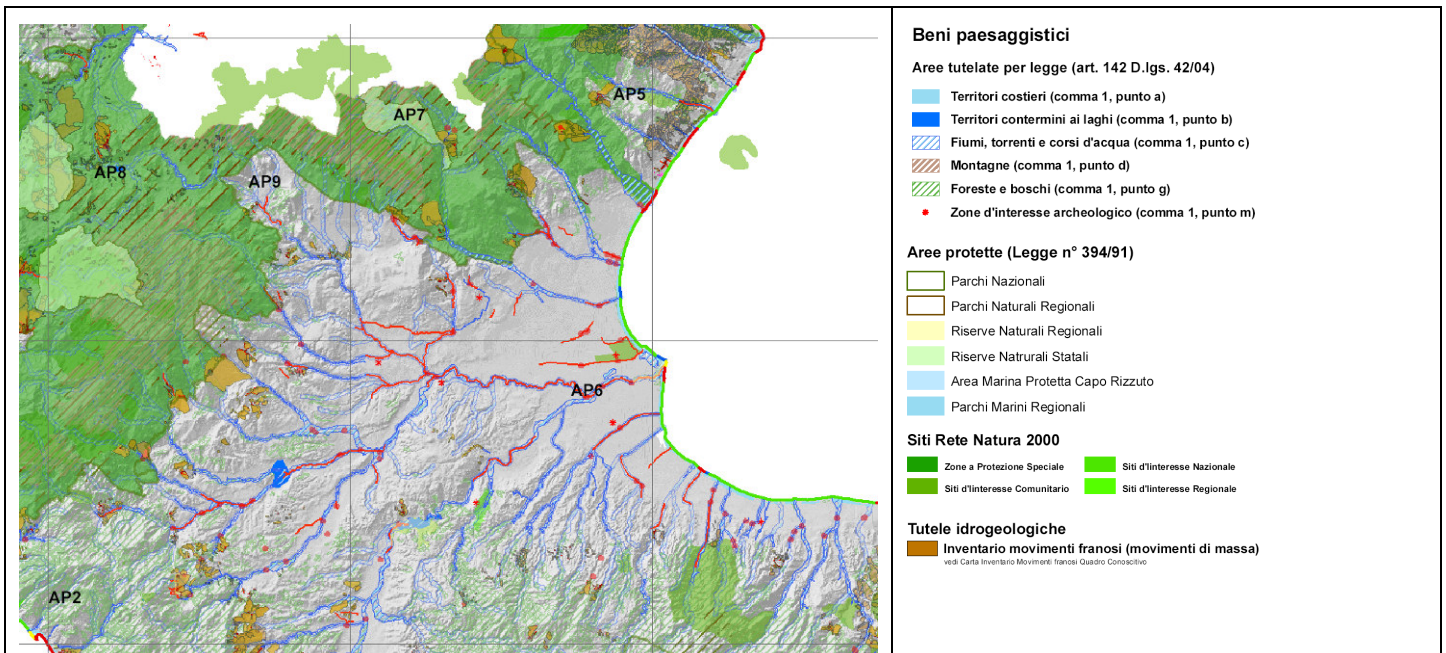 AP5
AP7
AP8
AP9
AP6
AP2
Beni paesaggistici
Aree tutelate per legge (art. 142 D.lgs. 42/04)
Territori costieri (comma 1, punto a)
Territori contermini ai laghi (comma 1, punto b)
Fiumi, torrenti e corsi d'acqua (comma 1, punto c)
Montagne (comma 1, punto d)
Foreste e boschi (comma 1, punto g)
Zone d'interesse archeologico (comma 1, punto m)
Aree protette (Legge n° 394/91)
Parchi Nazionali
Parchi Naturali Regionali
Riserve Naturali Regionali
Riserve Natrurali Statali
Area Marina Protetta Capo Rizzuto
Parchi Marini Regionali
Siti Rete Natura 2000
Zone a Protezione Speciale
Siti d'Iinteresse Nazionale
Siti d'Iinteresse Comunitario
Siti d'Iinteresse Regionale
Tutele idrogeologiche
Inventario movimenti franosi (movimenti di massa)
vedi Carta Inventario Movimenti franosi Quadro Conoscitivo